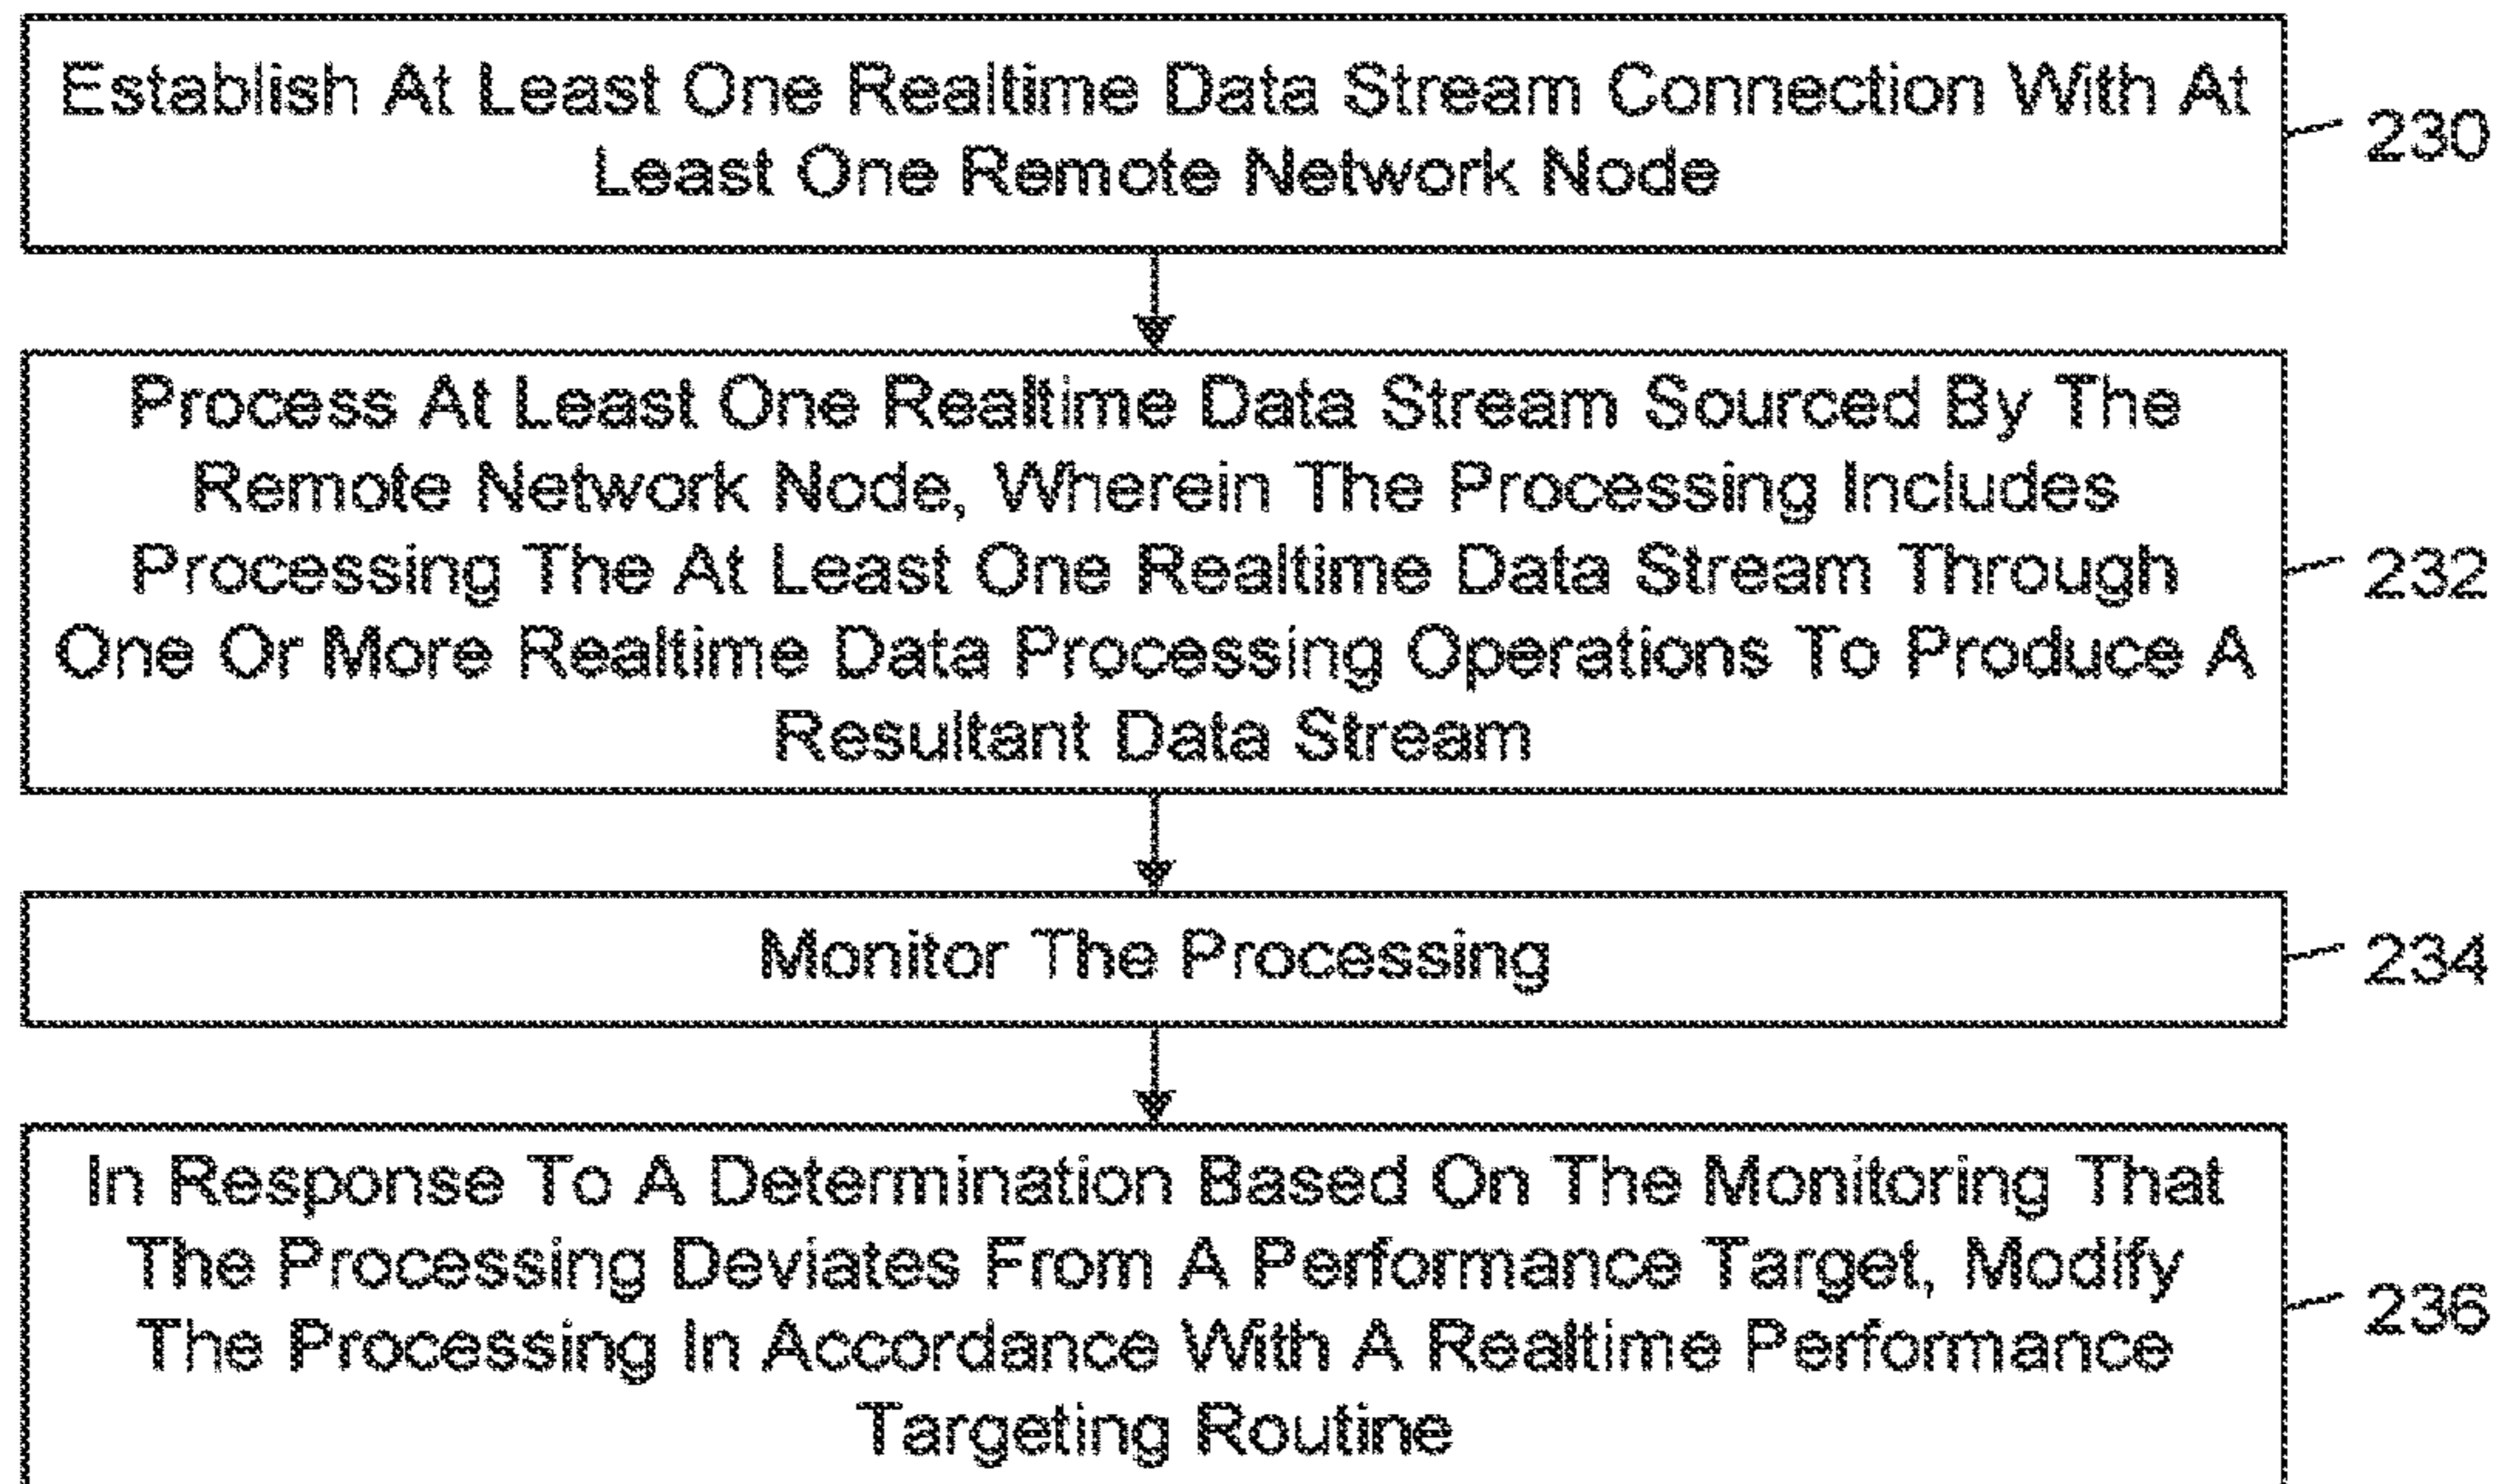 Establish At Least One Realtime Data Stream Connection With At
Least One Remote Network Node
230
Process At Least One Realtime Data Stream Sourced By The
Remote Network Node, Wherein The Processing Includes
Processing The At Least One Realtime Data Stream Through
One Or More Realtime Data Processing Operations To Produce A
Resultant Data Stream
232
Monitor The Processing
234
In Response To A Determination Based On The Monitoring That
The Processing Deviates From A Performance Target, Modify
The Processing In Accordance With A Realtime Performance
Targeting Routine
236